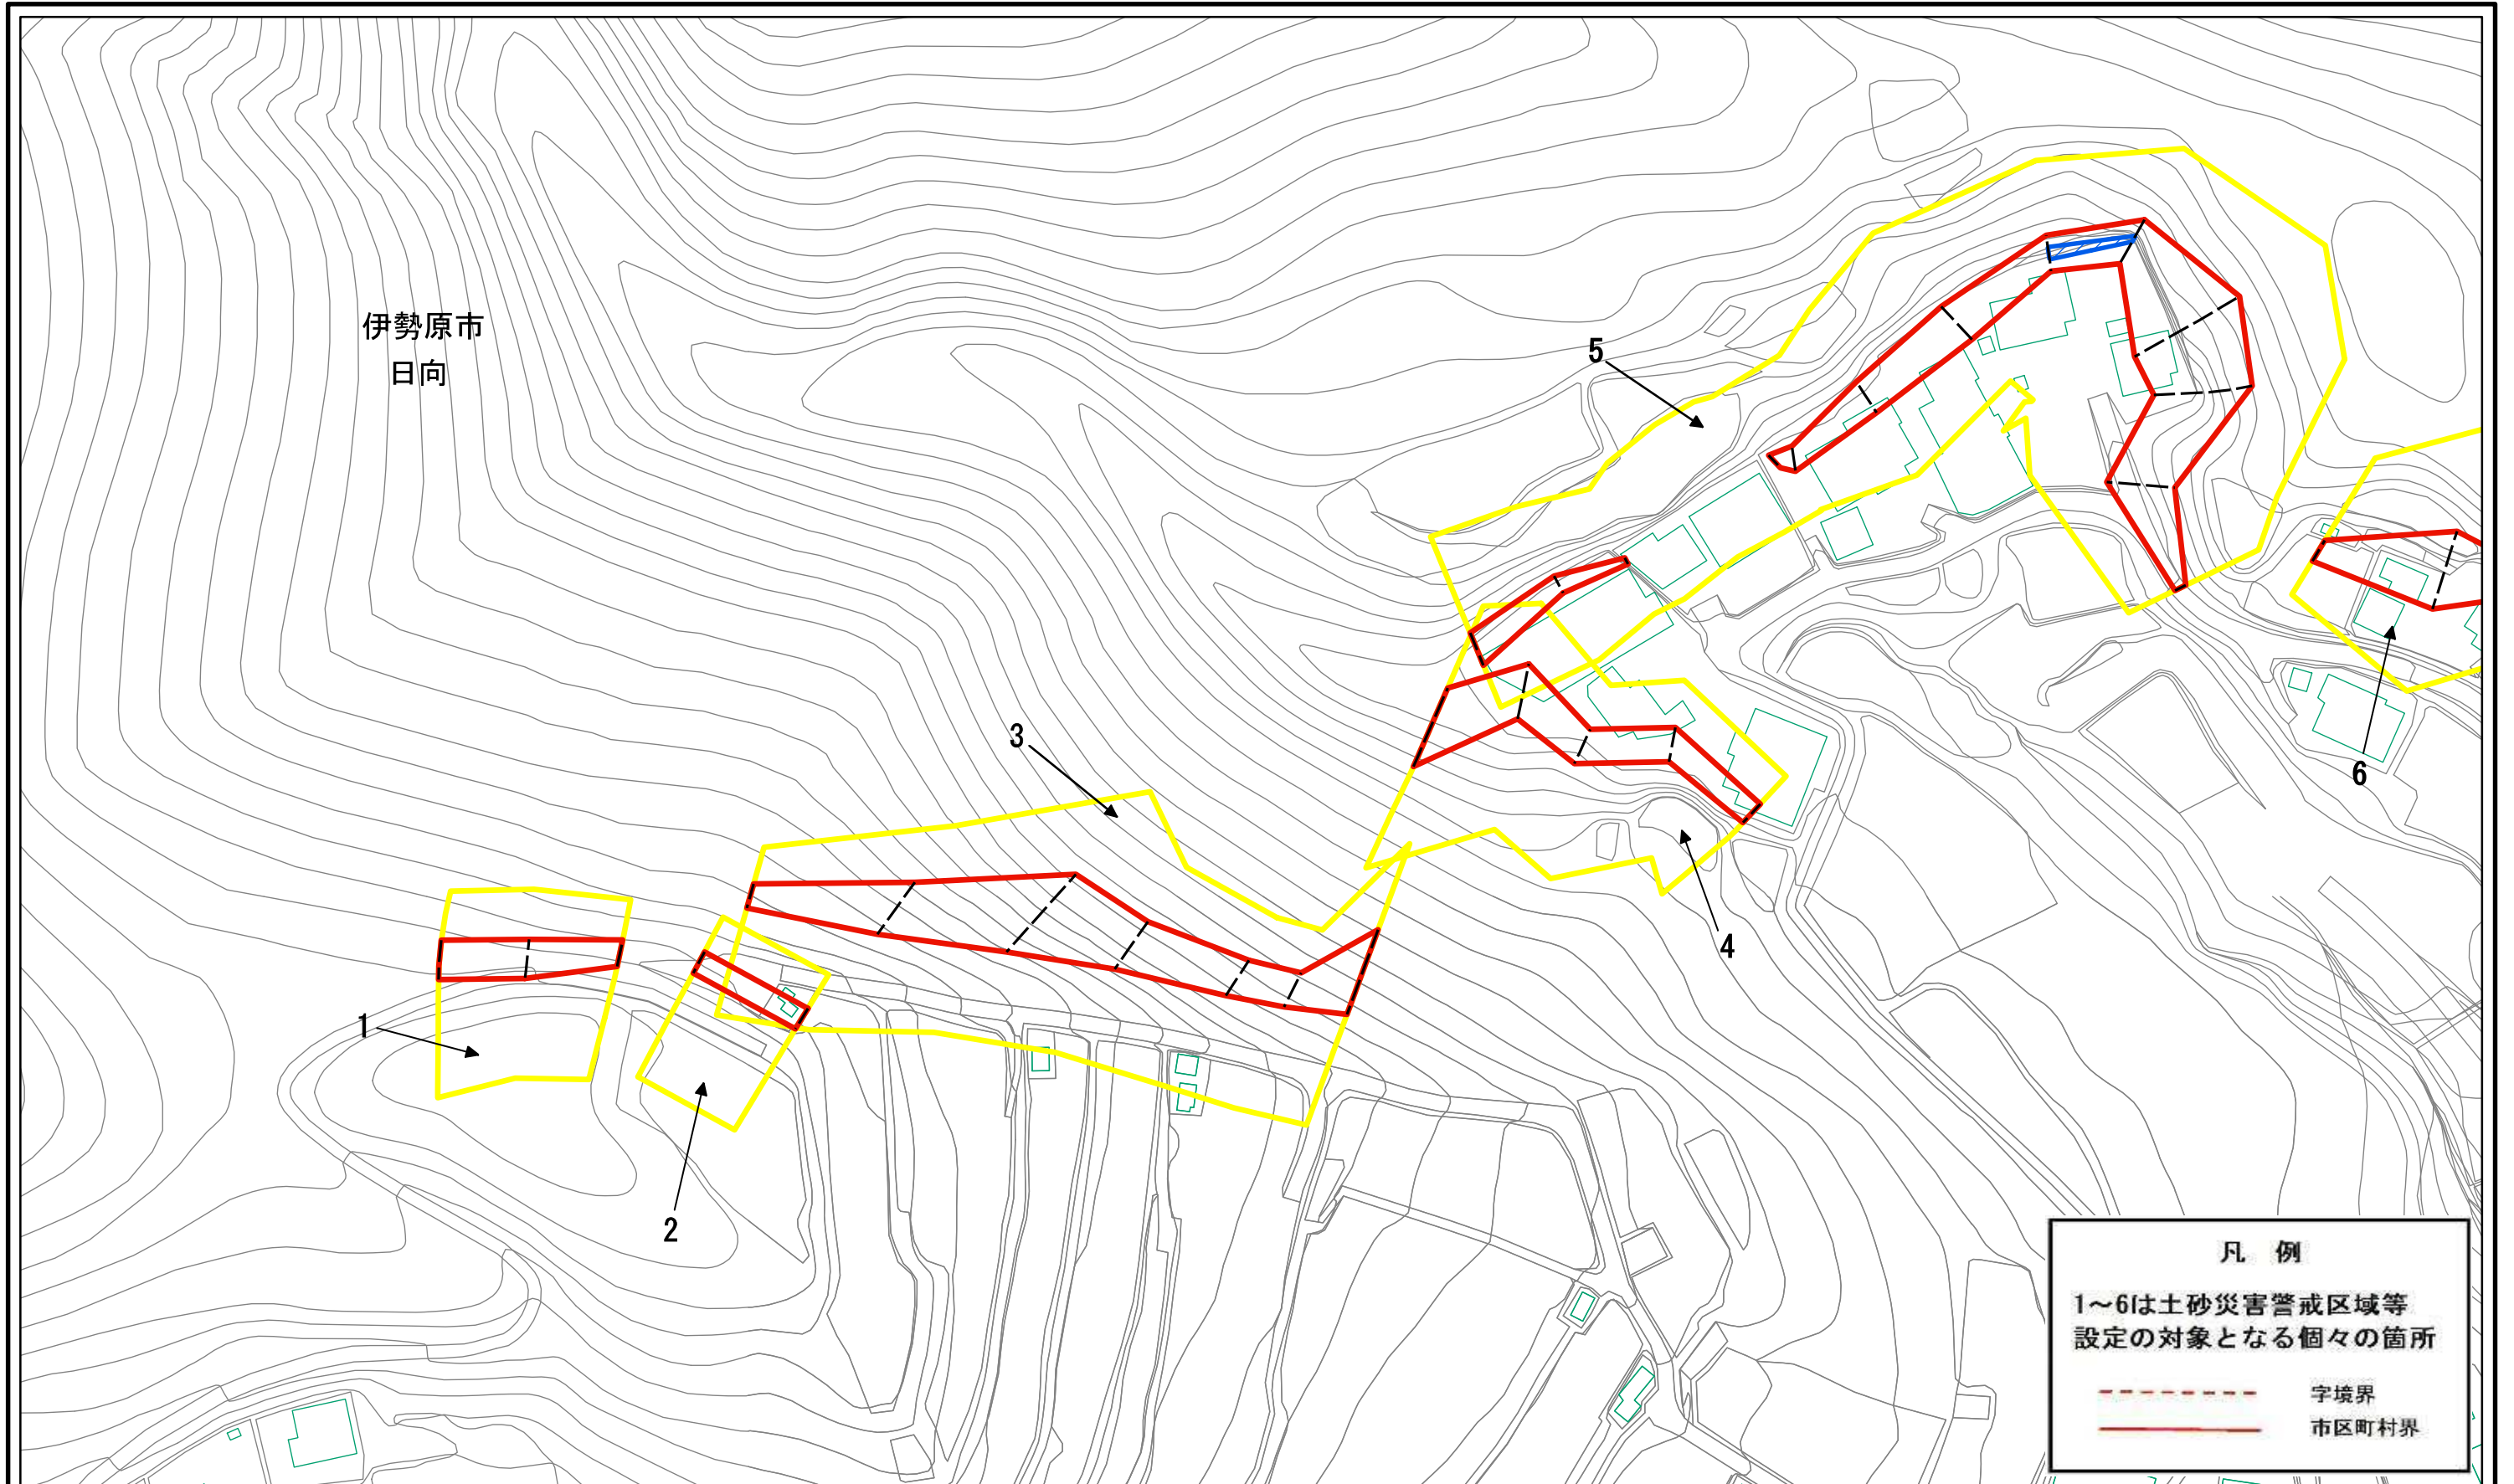 伊勢原市
日向
5
3
6
4
1
2
凡 例
1~6は土砂災害警戒区域等
設定の対象となる個々の箇所
字境界
市区町村界